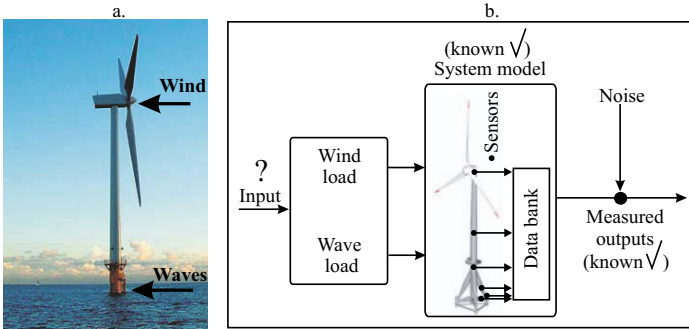 a.
Wind
Waves
b.
(known √)
System model
Noise
Sensors
?
Input
Wind
load
Wave
load
Data bank
Measured
outputs
(known √)